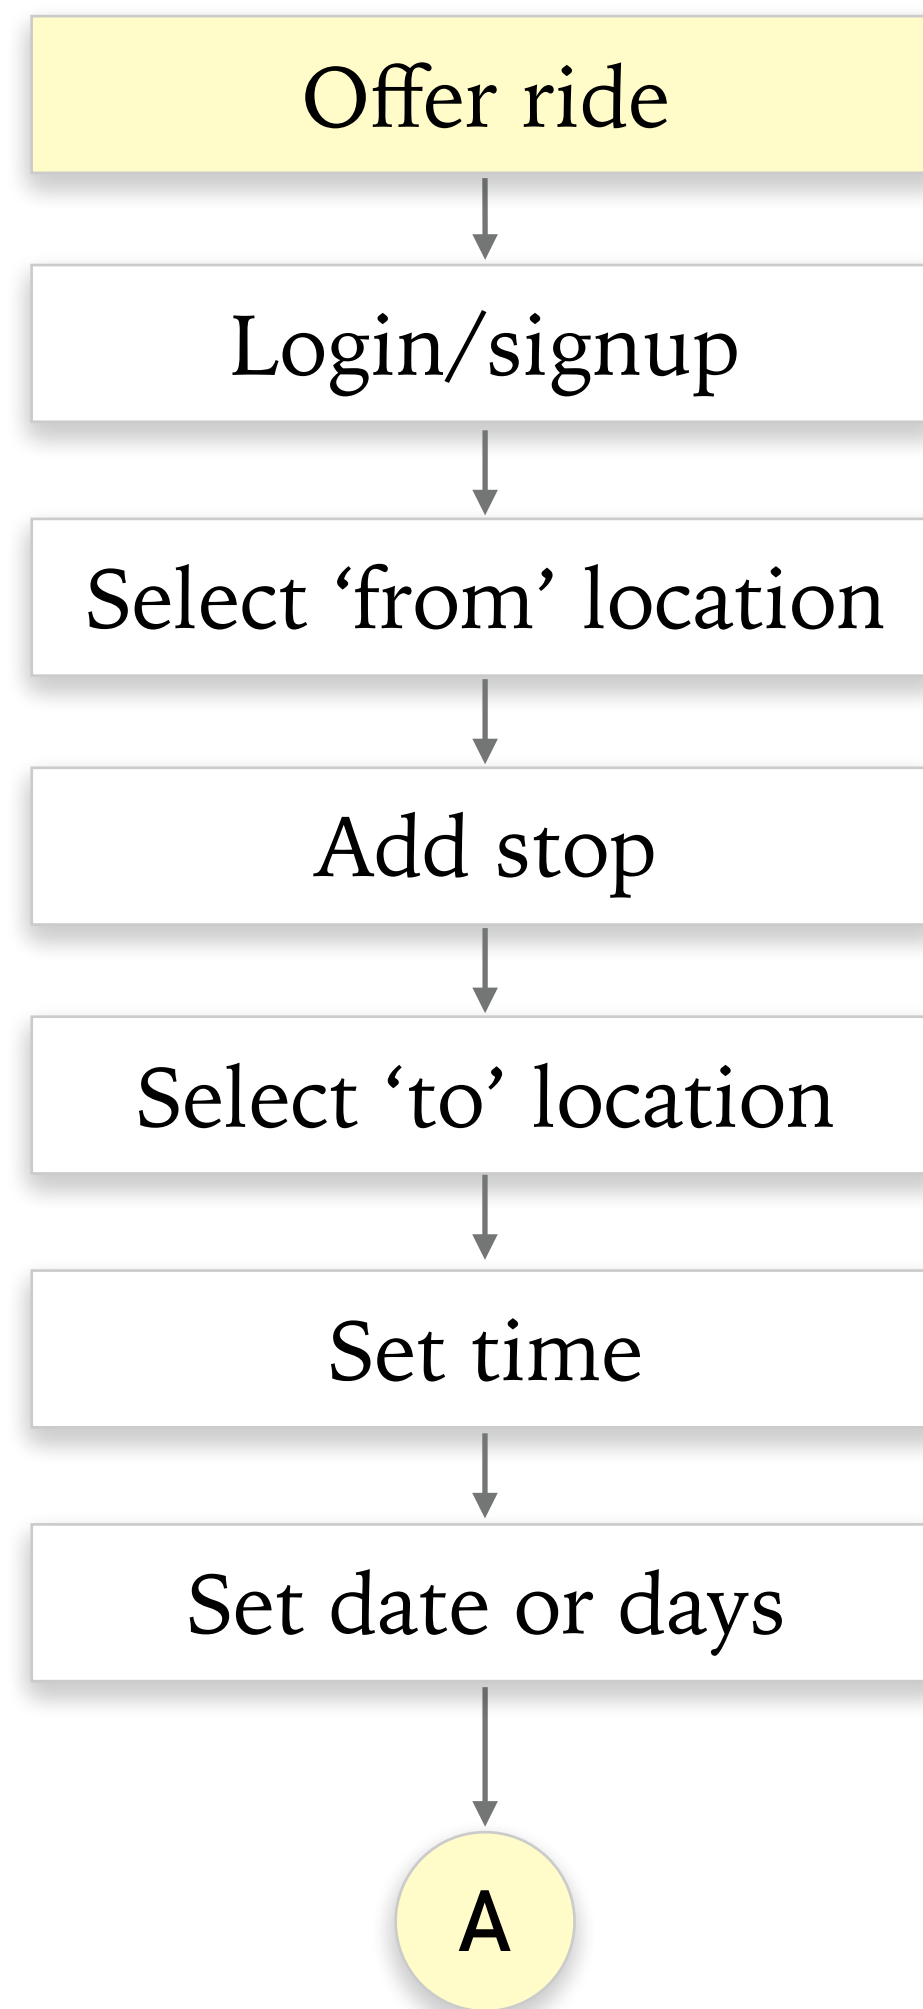 Offer ride
Login/signup
Select ‘from’ location
Add stop
Select ‘to’ location
Set time
Set date or days
A